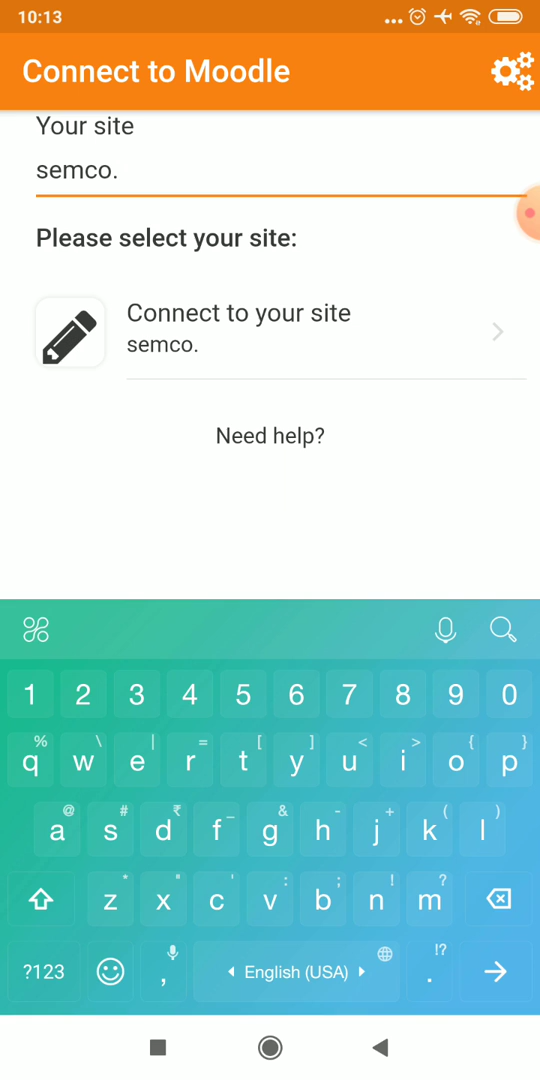 10:13
Connect to Moodle
Your site
semco.
Please select your site:
Connect to your site
semco.
Need help?
1 2 3 4 5 6 7 8 9 0
% \ | = [ ] < > { }
q w e r t y u i o p
@ # ₹ _ & - + ( )
a s d f g h j k l
* " ' : ; ! ?
z x c v b n m
!?
?123 , English (USA) .